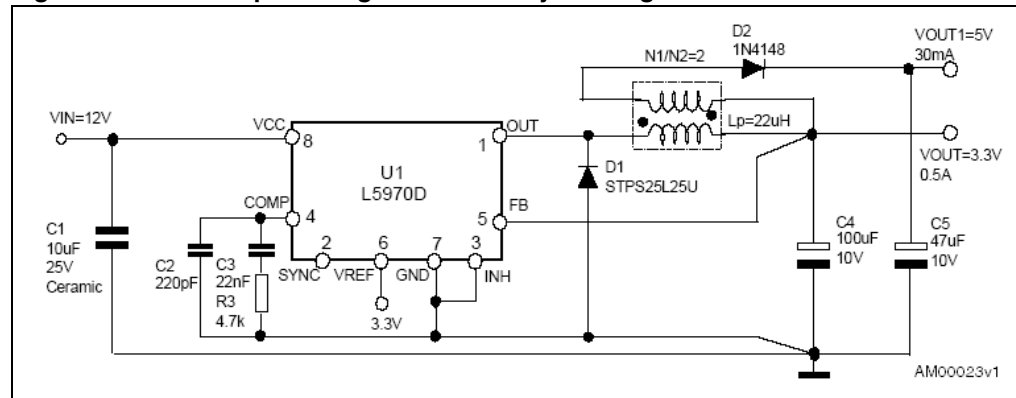 D2
1N4148
VOUT1=5V
30mA
N1/N2=2
VIN=12V
VCC
8
OUT
1
Lp=22uH
U1
L5970D
D1
STPS25L25U
VOUT=3.3V
0.5A
COMP
4
FB
5
C1
10uF
25V
Ceramic
C2
220pF
C3
22nF
R3
4.7k
2
SYNC
6
VREF
7
GND
3
INH
3.3V
C4
100uF
10V
C5
47uF
10V
AM00023v1